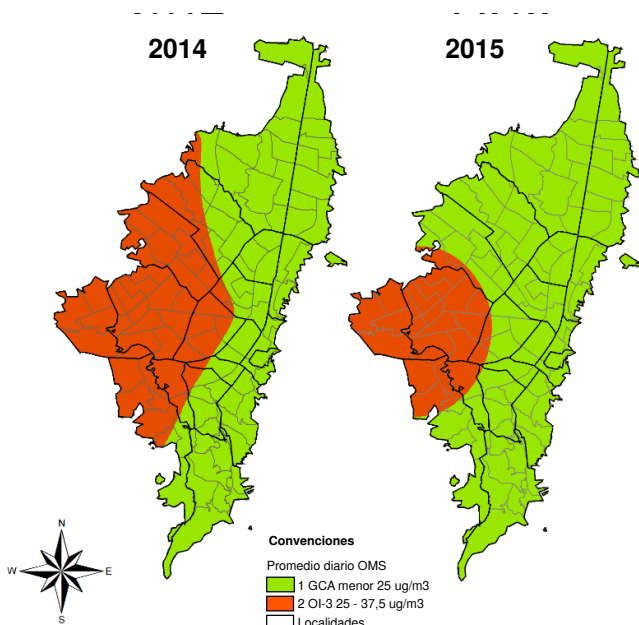 2014
2015
N
W
E
S
Convenciones
Promedio diario OMS
1 GCA menor 25 ug/m3
2 OI-3 25 - 37,5 ug/m3
Localidades